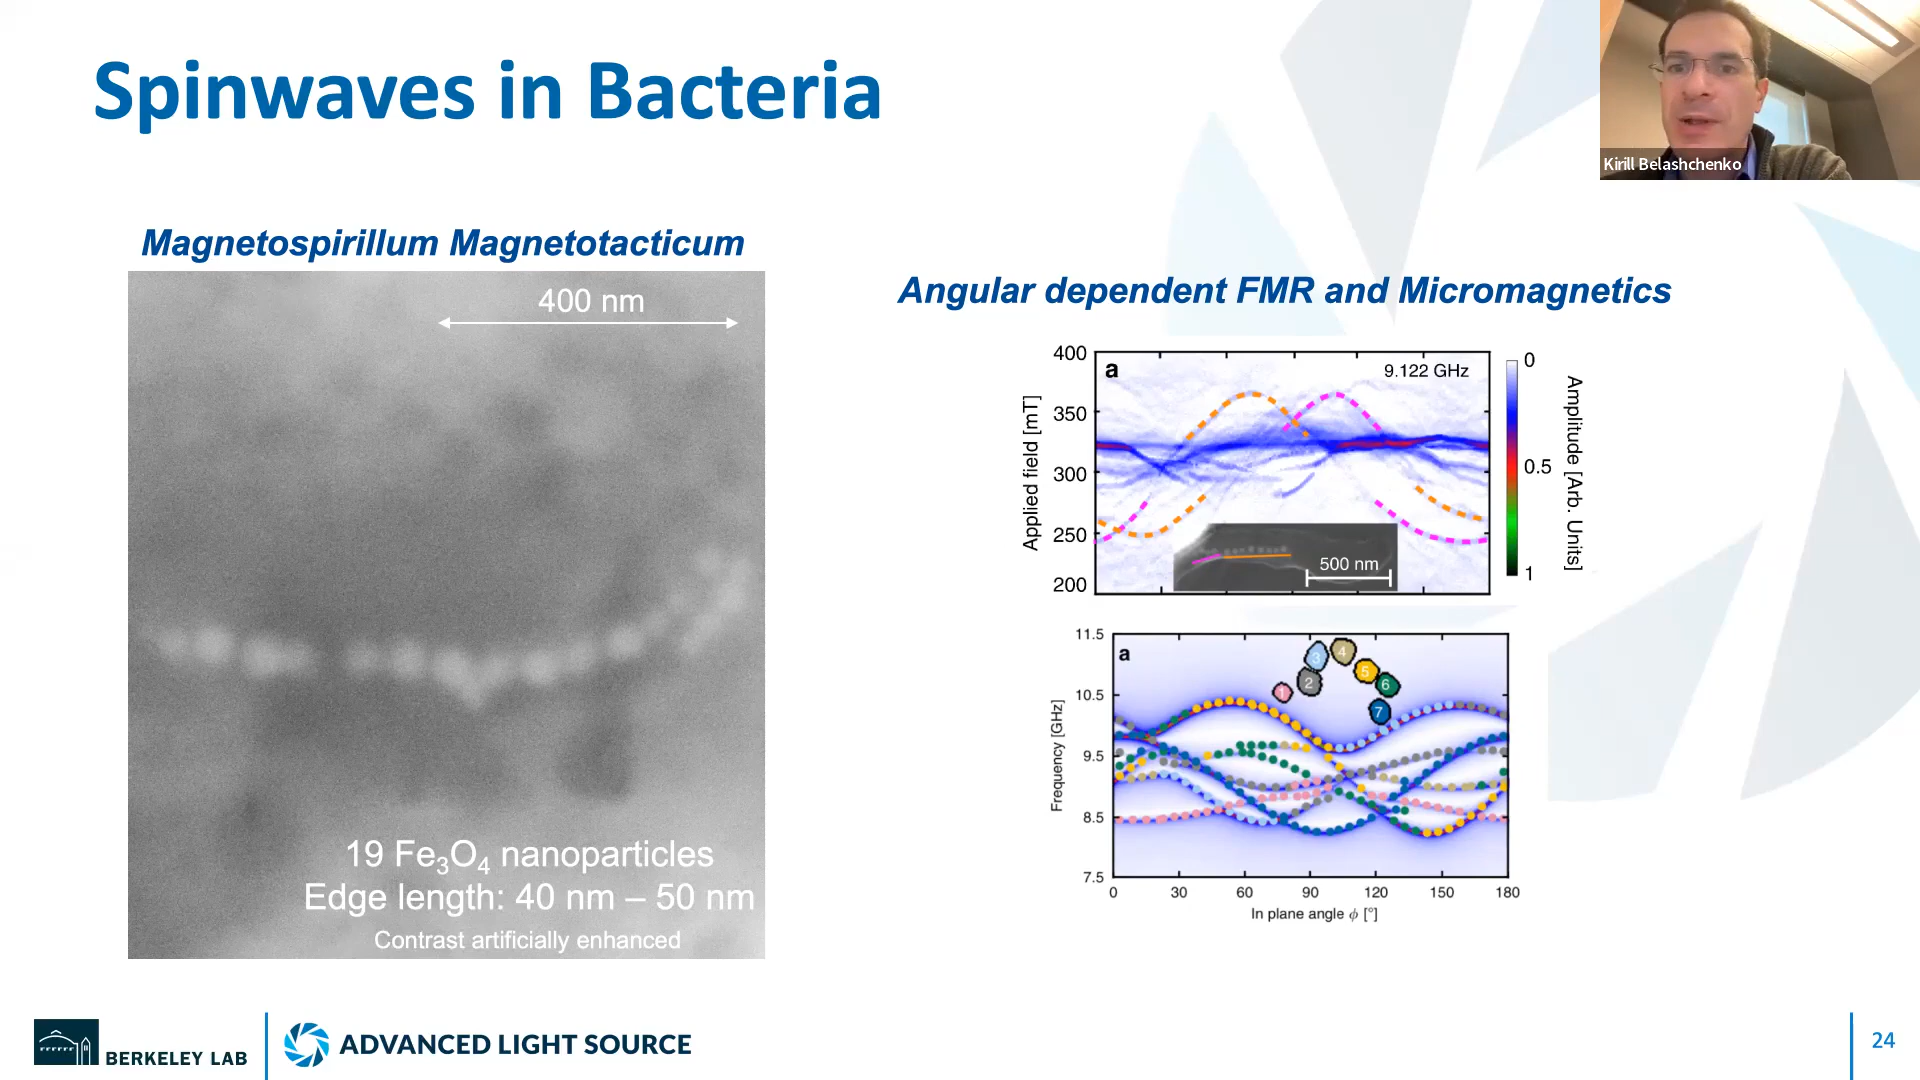 Spinwaves in Bacteria
Kirill Belashchenko
Magnetospirillum Magnetotacticum
400 nm
19 Fe₃O₄ nanoparticles
Edge length: 40 nm – 50 nm
Contrast artificially enhanced
Angular dependent FMR and Micromagnetics
a
9.122 GHz
400
350
300
250
200
Applied field [mT]
500 nm
0
0.5
1
Amplitude [Arb. Units]
a
11.5
10.5
9.5
8.5
7.5
Frequency [GHz]
1
2
3
4
5
6
7
0 30 60 90 120 150 180
In plane angle ϕ [°]
BERKELEY LAB
ADVANCED LIGHT SOURCE
24